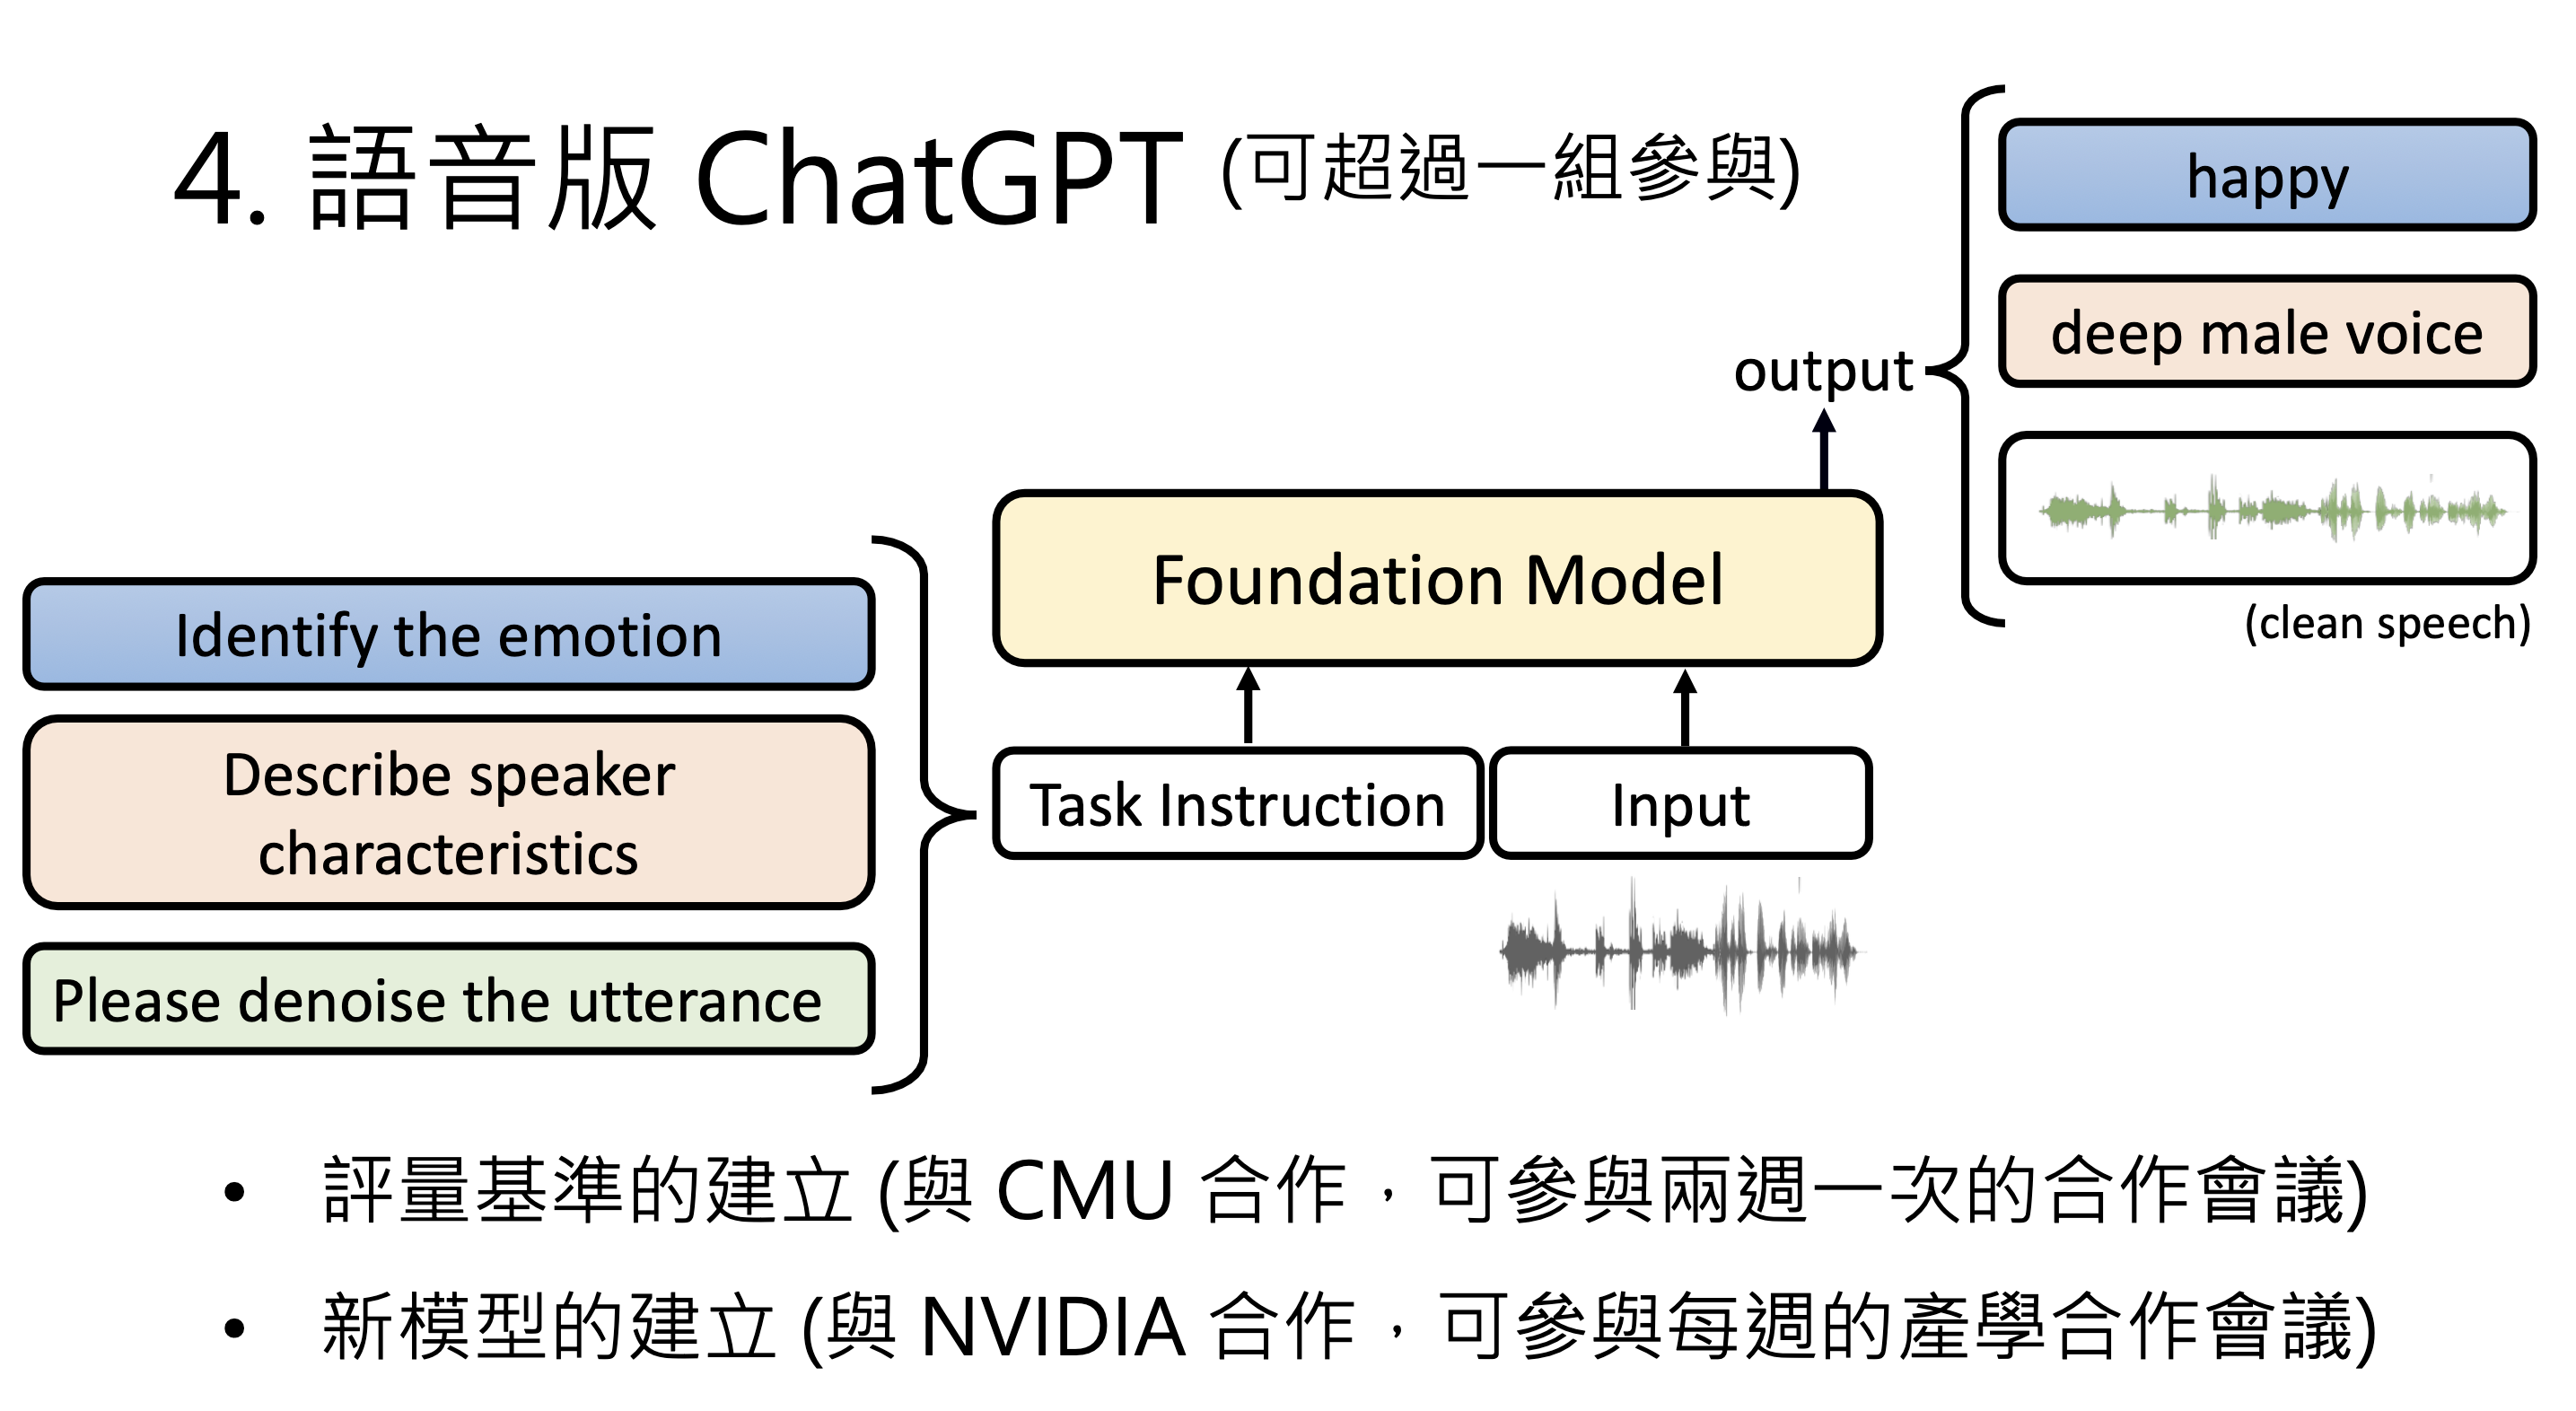 4. 語音版 ChatGPT (可超過一組參與)
happy
deep male voice
output
(clean speech)
Foundation Model
Identify the emotion
Describe speaker
characteristics
Please denoise the utterance
Task Instruction
Input
• 評量基準的建立 (與 CMU 合作，可參與兩週一次的合作會議)
• 新模型的建立 (與 NVIDIA 合作，可參與每週的產學合作會議)